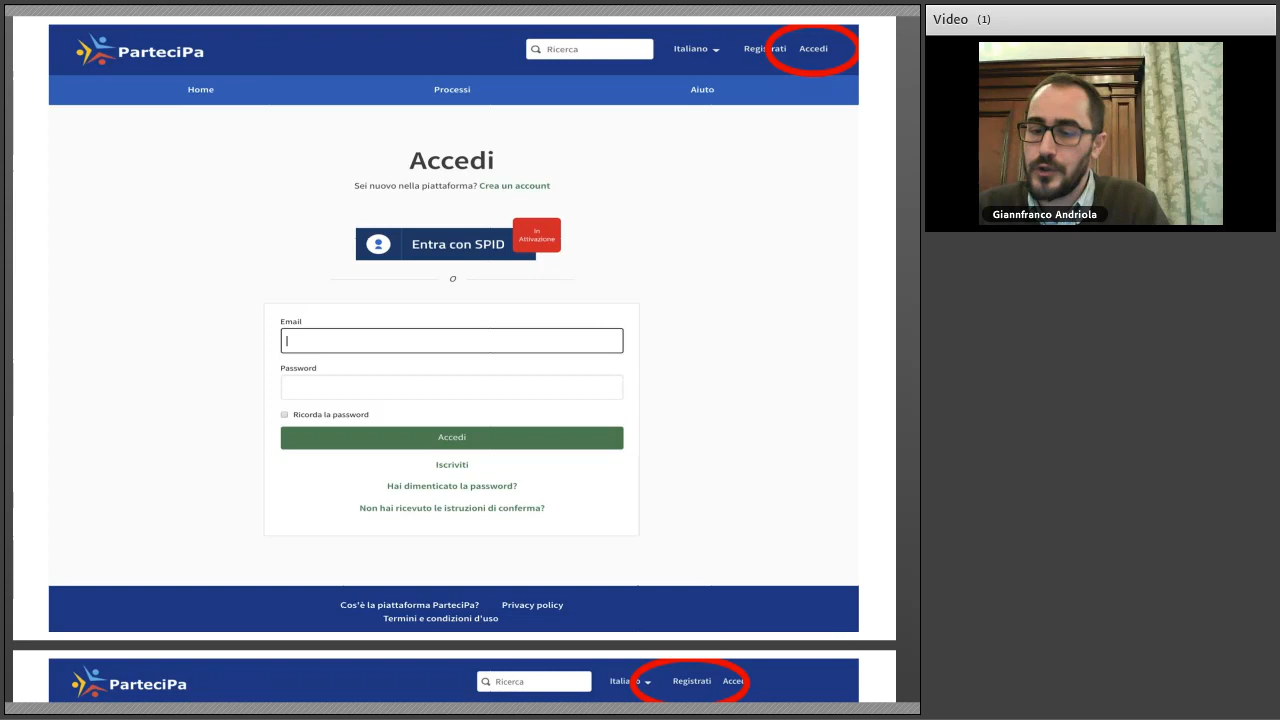 ParteciPa
Ricerca
Italiano
Registrati
Accedi
Home
Processi
Aiuto
Accedi
Sei nuovo nella piattaforma? Crea un account
Entra con SPID
In
Attivazione
O
Email
Password
Ricorda la password
Accedi
Iscriviti
Hai dimenticato la password?
Non hai ricevuto le istruzioni di conferma?
Cos'è la piattaforma ParteciPa?
Privacy policy
Termini e condizioni d'uso
ParteciPa
Ricerca
Italiano
Registrati
Accedi
Video (1)
Giannfranco Andriola